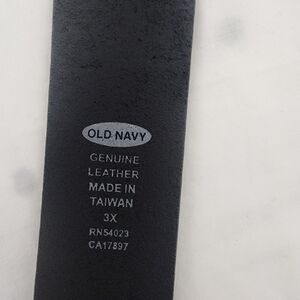 OLD NAVY
GENUINE
LEATHER
MADE IN
TAIWAN
3X
RN54023
CA17897